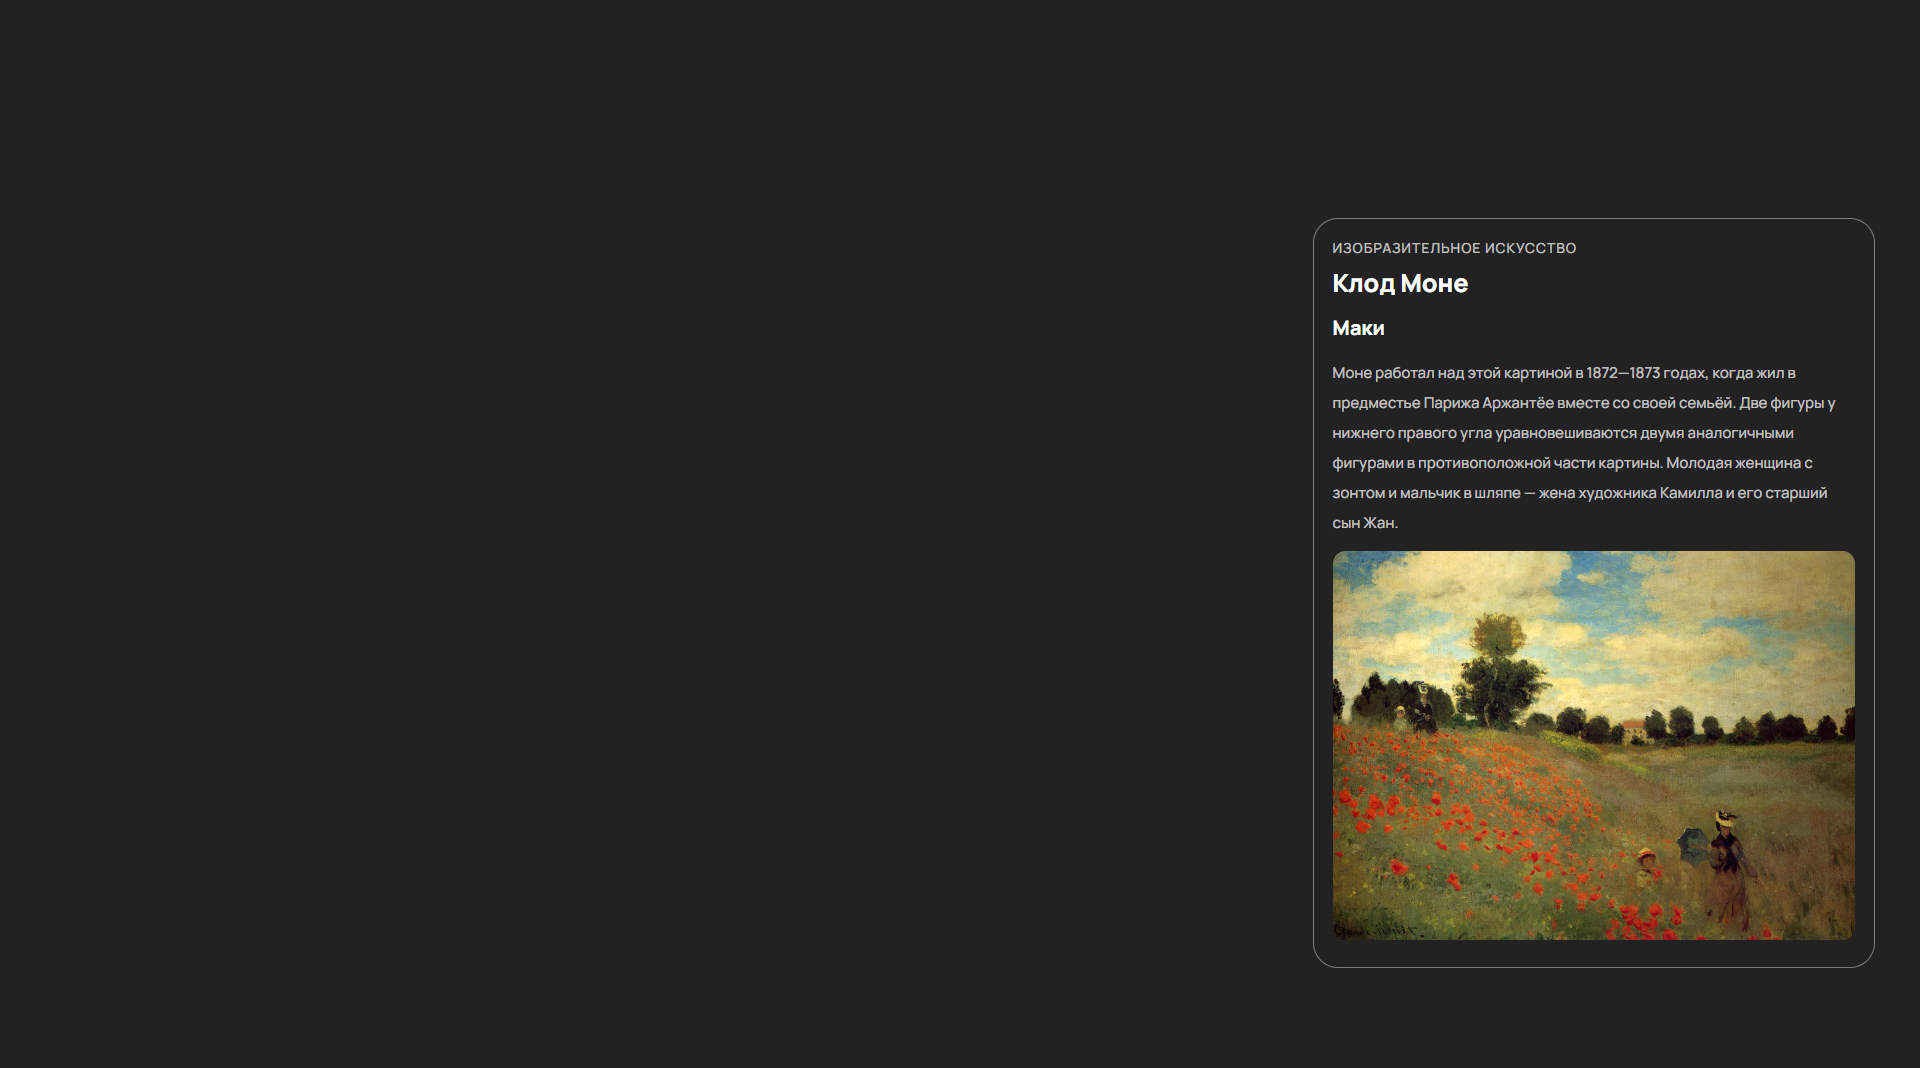 ИЗОБРАЗИТЕЛЬНОЕ ИСКУССТВО
Клод Моне
Маки
Моне работал над этой картиной в 1872—1873 годах, когда жил в
предместье Парижа Аржантёе вместе со своей семьёй. Две фигуры у
нижнего правого угла уравновешиваются двумя аналогичными
фигурами в противоположной части картины. Молодая женщина с
зонтом и мальчик в шляпе — жена художника Камилла и его старший
сын Жан.